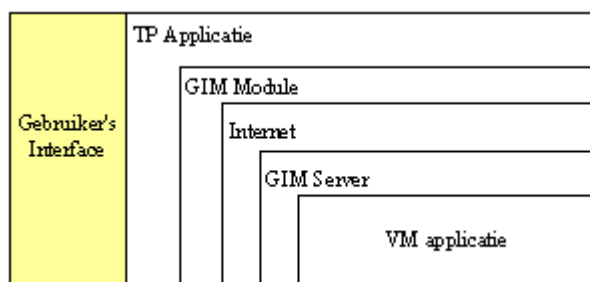 TP Applicatie
GIM Module
Gebruiker's
Interface
Internet
GIM Server
VM applicatie